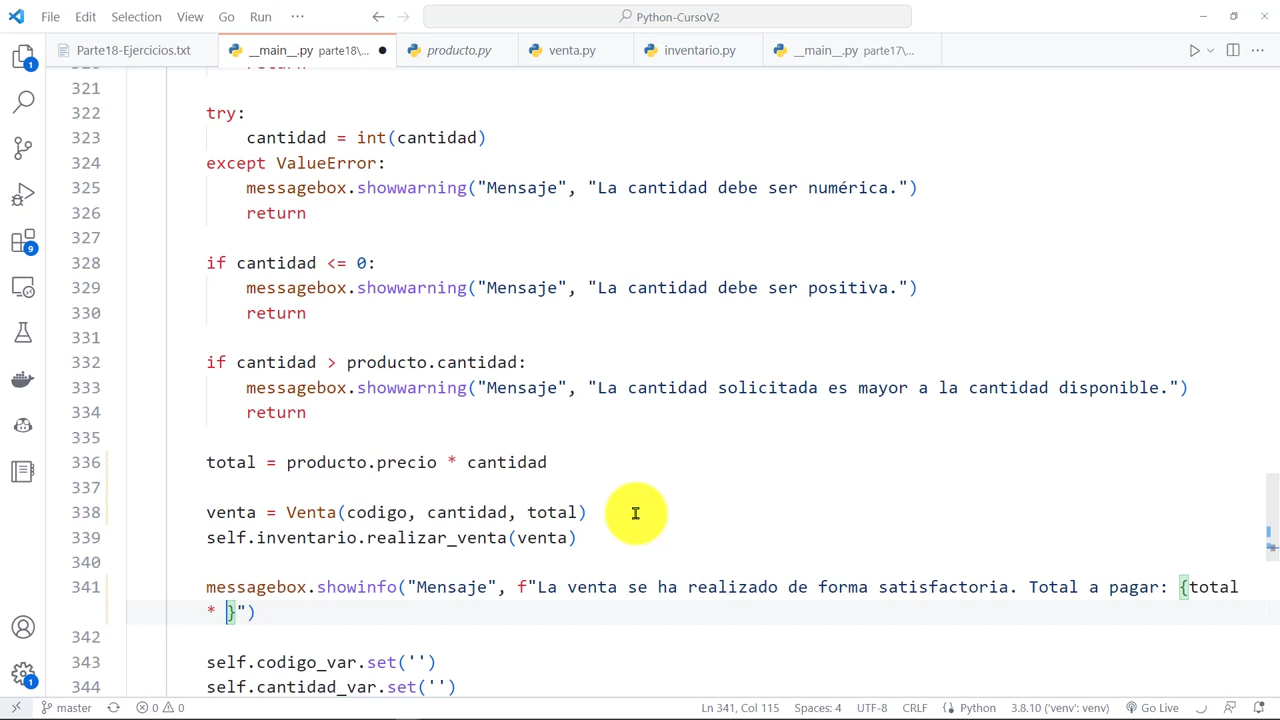 File Edit Selection View Go Run ··· Python-CursoV2
Parte18-Ejercicios.txt __main__.py parte18\... producto.py venta.py inventario.py __main__.py parte17\...
321
322 try:
323 cantidad = int(cantidad)
324 except ValueError:
325 messagebox.showwarning("Mensaje", "La cantidad debe ser numérica.")
326 return
327
328 if cantidad <= 0:
329 messagebox.showwarning("Mensaje", "La cantidad debe ser positiva.")
330 return
331
332 if cantidad > producto.cantidad:
333 messagebox.showwarning("Mensaje", "La cantidad solicitada es mayor a la cantidad disponible.")
334 return
335
336 total = producto.precio * cantidad
337
338 venta = Venta(codigo, cantidad, total)
339 self.inventario.realizar_venta(venta)
340
341 messagebox.showinfo("Mensaje", f"La venta se ha realizado de forma satisfactoria. Total a pagar: {total
* }")
342
343 self.codigo_var.set('')
344 self.cantidad_var.set('')
1
9
1
master 0 0 Ln 341, Col 115 Spaces: 4 UTF-8 CRLF Python 3.8.10 ('venv': venv) Go Live